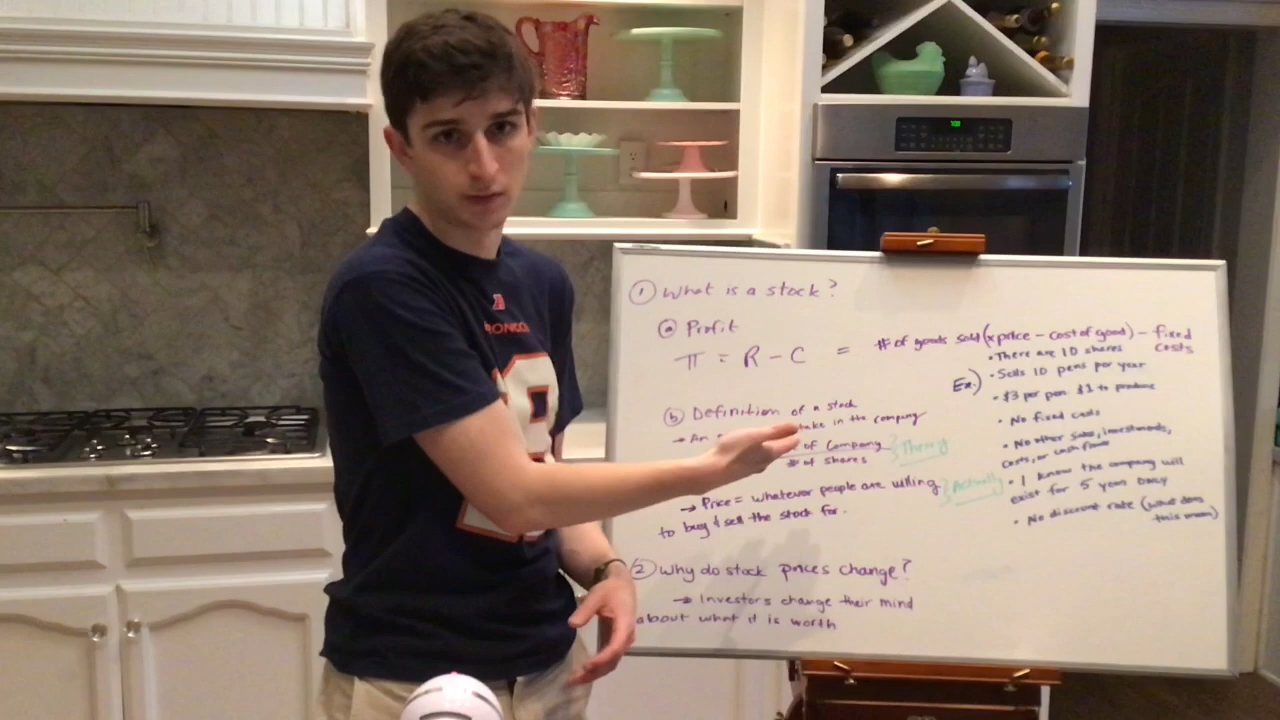 BRONCOS
① What is a stock?
ⓐ Profit
π = R - C = # of goods sold (x price - cost of good) - fixed costs
Ex.) • There are 10 shares
• Sells 10 pens per year
• $3 per pen $1 to produce
• No fixed costs
• No other sales, investments,
costs, or cash flows
• I know the company will
exist for 5 years only
• No discount rate (what does
this mean)
ⓑ Definition of a stock
→ An take in the company
of Company } Theory
# of shares
→ Price = whatever people are willing } Actually
to buy & sell the stock for.
② Why do stock prices change?
→ Investors change their mind
about what it is worth